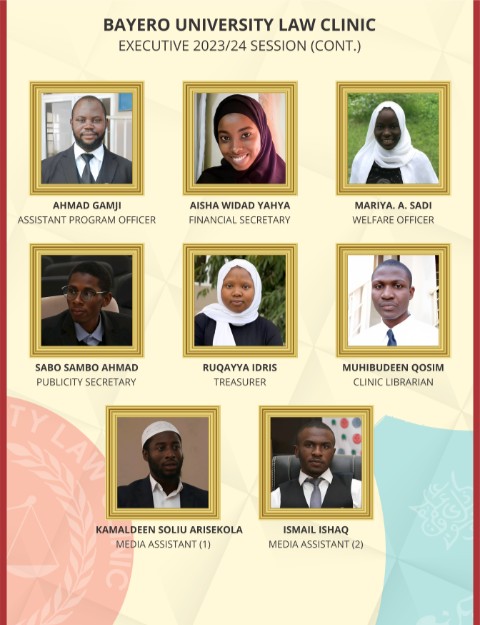 BAYERO UNIVERSITY LAW CLINIC
EXECUTIVE 2023/24 SESSION (CONT.)
AHMAD GAMJI
ASSISTANT PROGRAM OFFICER
AISHA WIDAD YAHYA
FINANCIAL SECRETARY
MARIYA. A. SADI
WELFARE OFFICER
SABO SAMBO AHMAD
PUBLICITY SECRETARY
RUQAYYA IDRIS
TREASURER
MUHIBUDEEN QOSIM
CLINIC LIBRARIAN
KAMALDEEN SOLIU ARISEKOLA
MEDIA ASSISTANT (1)
ISMAIL ISHAQ
MEDIA ASSISTANT (2)